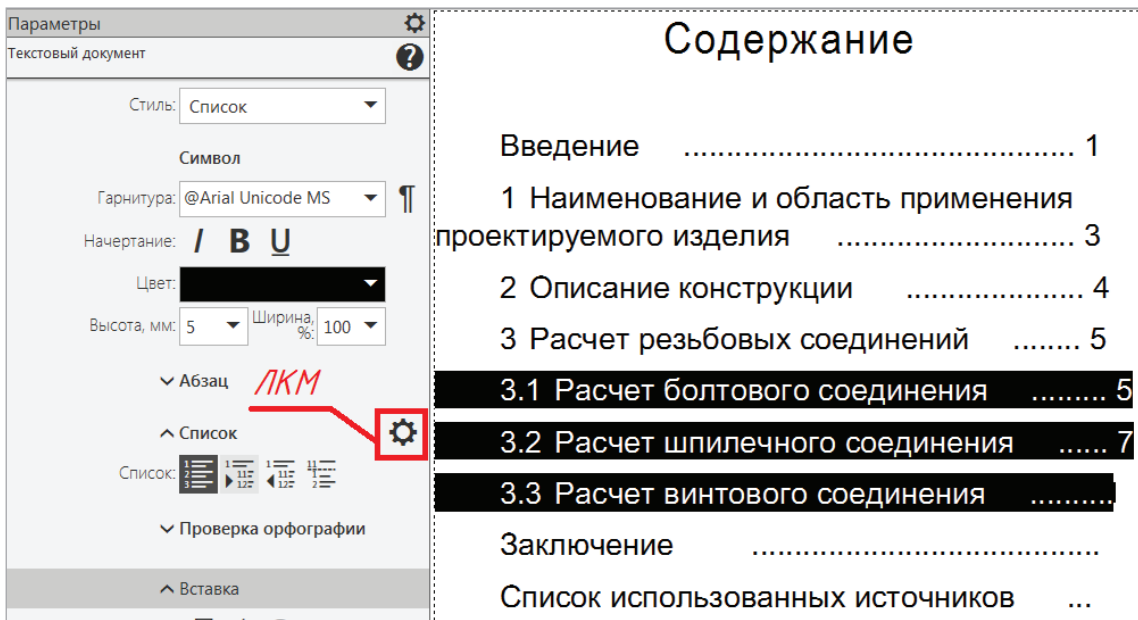 Параметры
Текстовый документ
Стиль: Список
Символ
Гарнитура: @Arial Unicode MS
Начертание: I B U
Цвет:
Высота, мм: 5 Ширина, %: 100
Абзац
ЛКМ
Список
Список:
Проверка орфографии
Вставка
Содержание
Введение ............................................... 1
1 Наименование и область применения
проектируемого изделия ............................ 3
2 Описание конструкции ..................... 4
3 Расчет резьбовых соединений ........ 5
3.1 Расчет болтового соединения ......... 5
3.2 Расчет шпилечного соединения ...... 7
3.3 Расчет винтового соединения ..........
Заключение .........................................
Список использованных источников ...